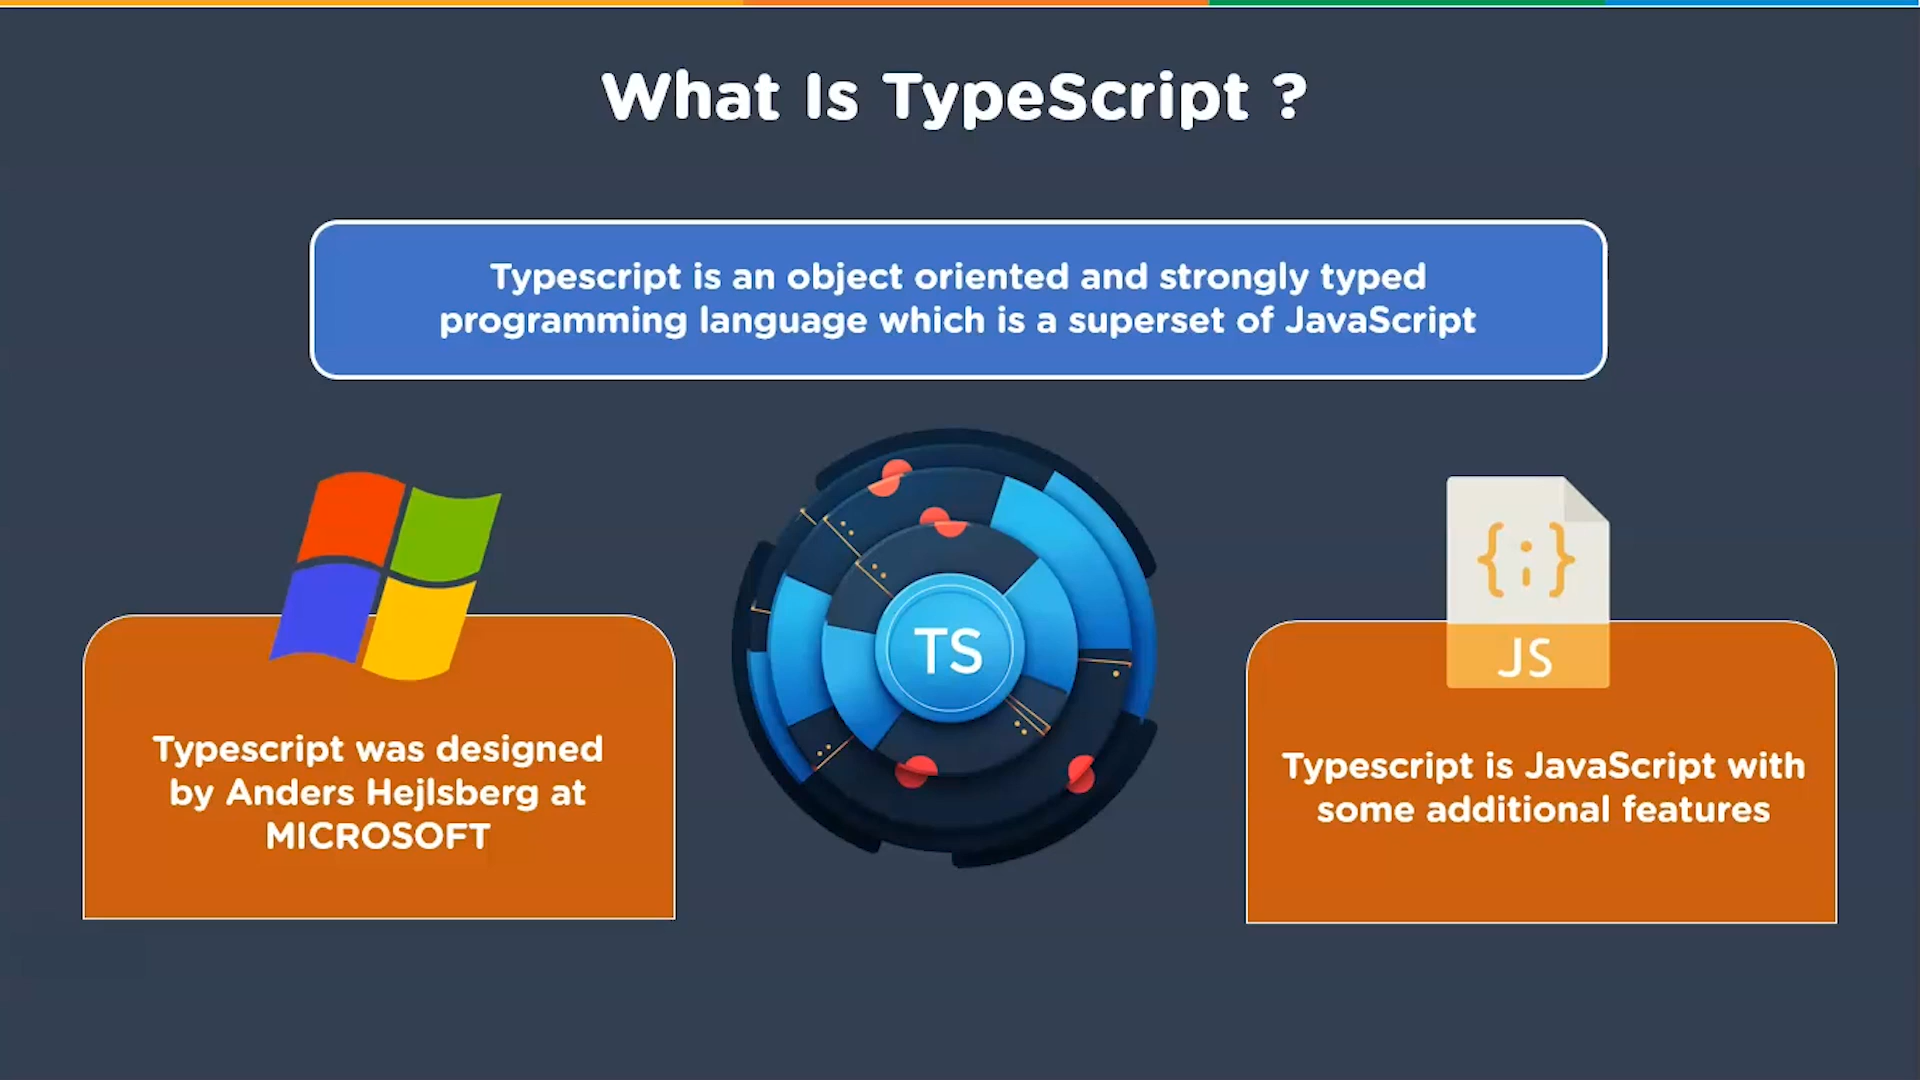 What Is TypeScript ?
Typescript is an object oriented and strongly typed
programming language which is a superset of JavaScript
TS
{;}
JS
Typescript was designed
by Anders Hejlsberg at
MICROSOFT
Typescript is JavaScript with
some additional features